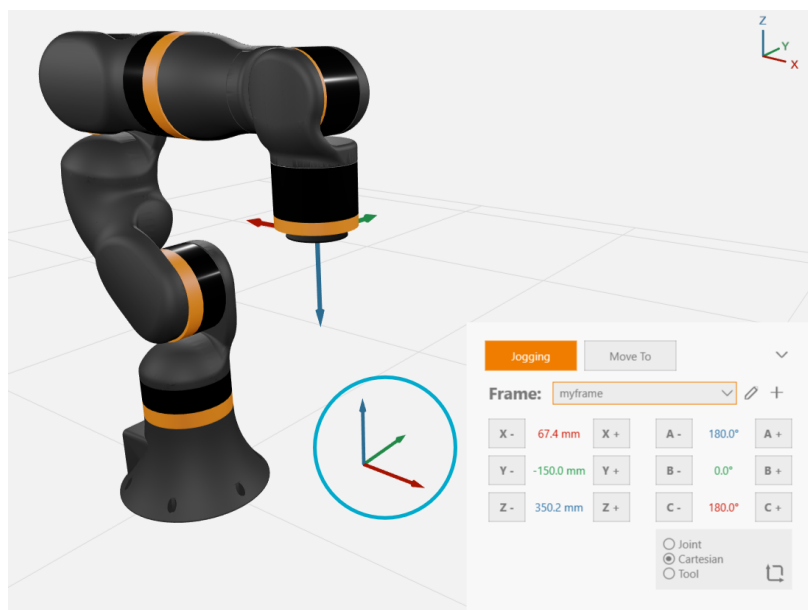 Z
Y
X
Jogging Move To
Frame: myframe
X - 67.4 mm X + A - 180.0° A +
Y - -150.0 mm Y + B - 0.0° B +
Z - 350.2 mm Z + C - 180.0° C +
Joint
Cartesian
Tool